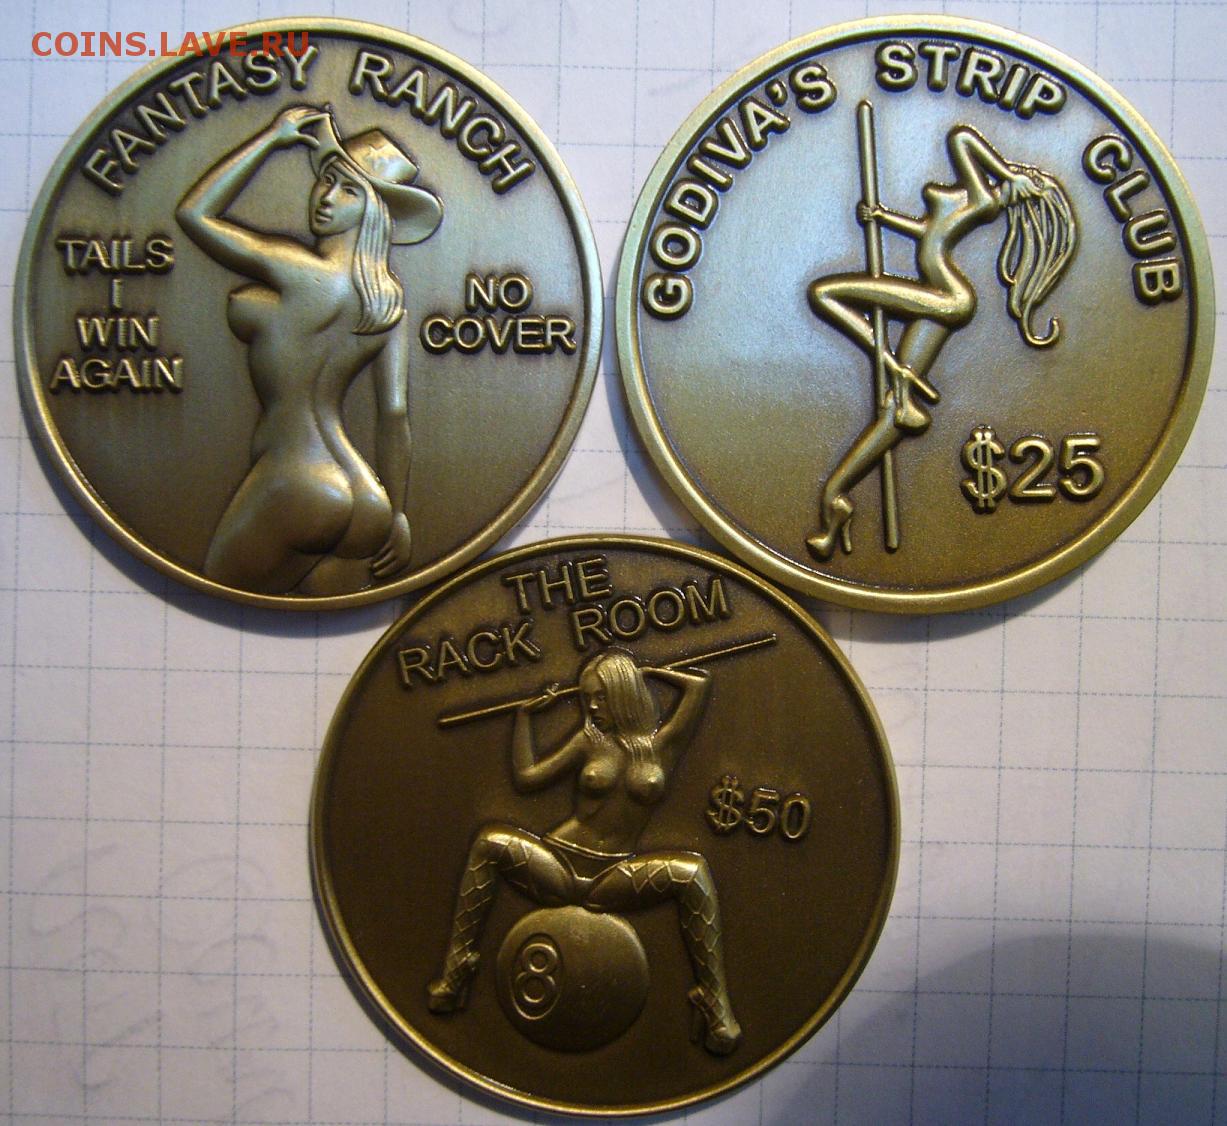 COINS.LAVE.RU
FANTASY RANCH
TAILS
I
WIN
AGAIN
NO
COVER
GODIVA'S STRIP CLUB
$25
THE
RACK ROOM
$50
8